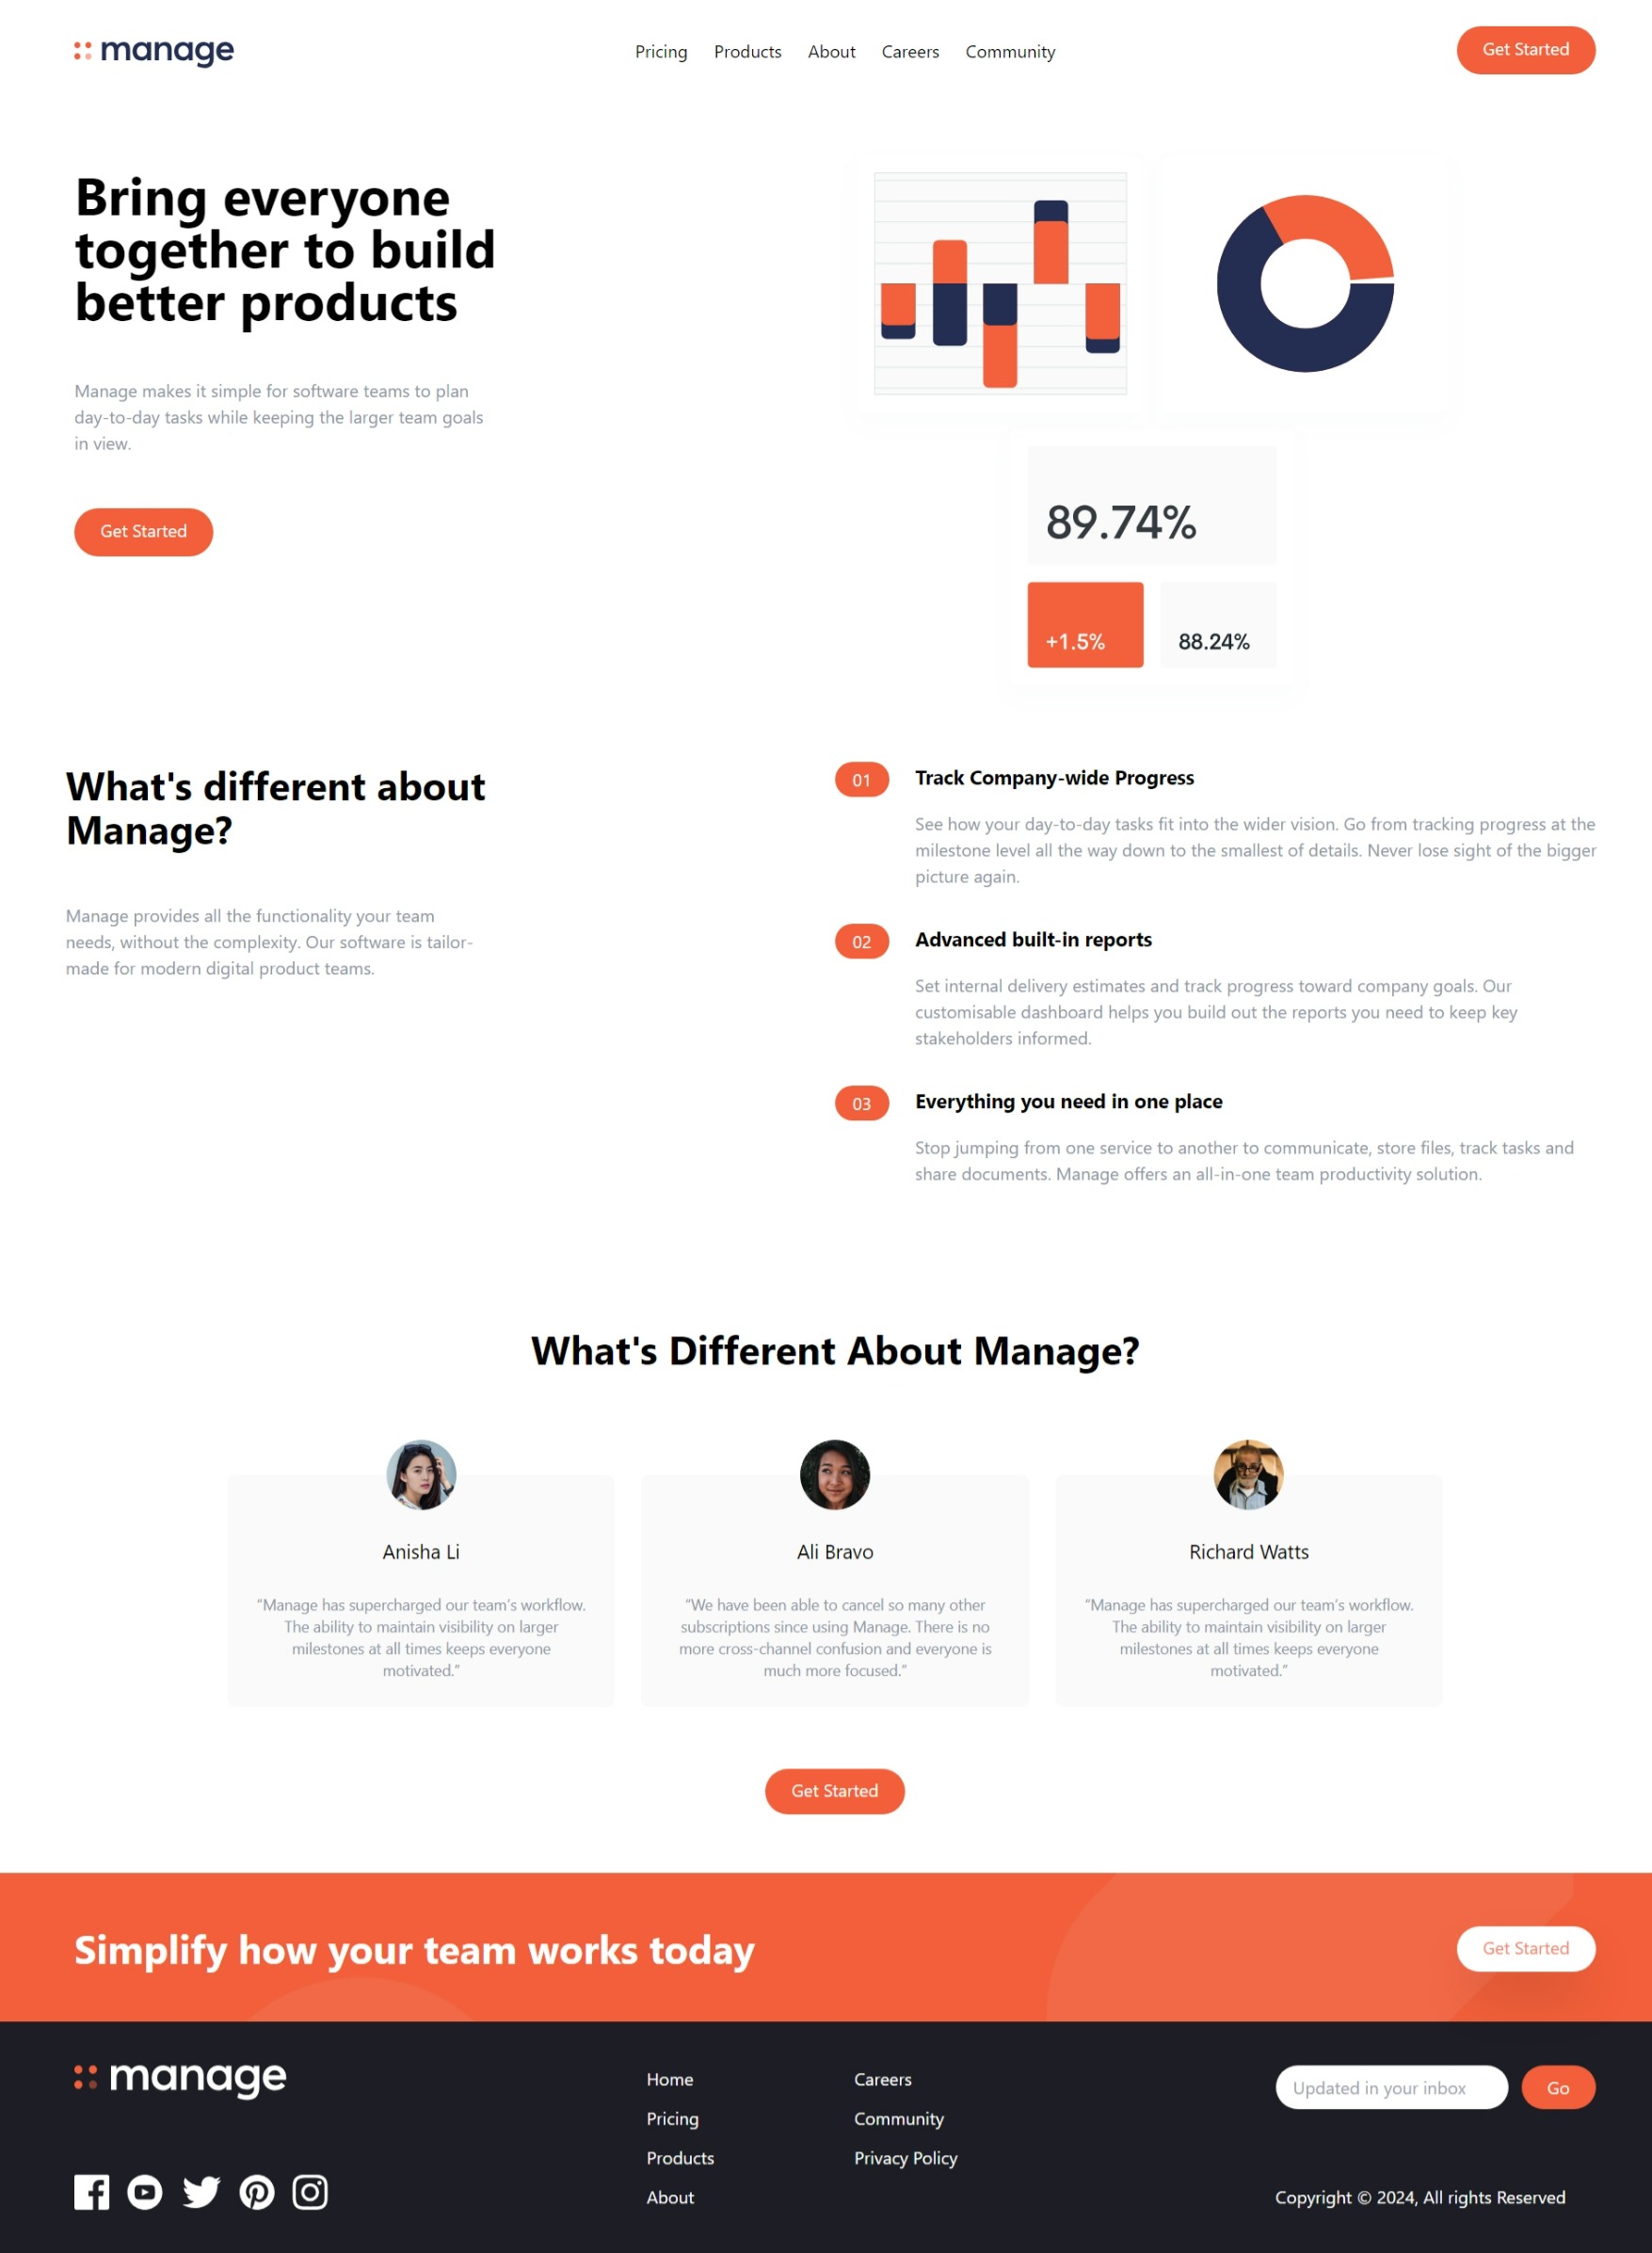 manage
Pricing Products About Careers Community
Get Started
Bring everyone
together to build
better products
Manage makes it simple for software teams to plan
day-to-day tasks while keeping the larger team goals
in view.
Get Started
89.74%
+1.5%
88.24%
What's different about
Manage?
Manage provides all the functionality your team
needs, without the complexity. Our software is tailor-
made for modern digital product teams.
01
Track Company-wide Progress
See how your day-to-day tasks fit into the wider vision. Go from tracking progress at the
milestone level all the way down to the smallest of details. Never lose sight of the bigger
picture again.
02
Advanced built-in reports
Set internal delivery estimates and track progress toward company goals. Our
customisable dashboard helps you build out the reports you need to keep key
stakeholders informed.
03
Everything you need in one place
Stop jumping from one service to another to communicate, store files, track tasks and
share documents. Manage offers an all-in-one team productivity solution.
What's Different About Manage?
Anisha Li
“Manage has supercharged our team’s workflow.
The ability to maintain visibility on larger
milestones at all times keeps everyone
motivated.”
Ali Bravo
“We have been able to cancel so many other
subscriptions since using Manage. There is no
more cross-channel confusion and everyone is
much more focused.”
Richard Watts
“Manage has supercharged our team’s workflow.
The ability to maintain visibility on larger
milestones at all times keeps everyone
motivated.”
Get Started
Simplify how your team works today
Get Started
manage
Home
Pricing
Products
About
Careers
Community
Privacy Policy
Updated in your inbox
Go
Copyright © 2024, All rights Reserved